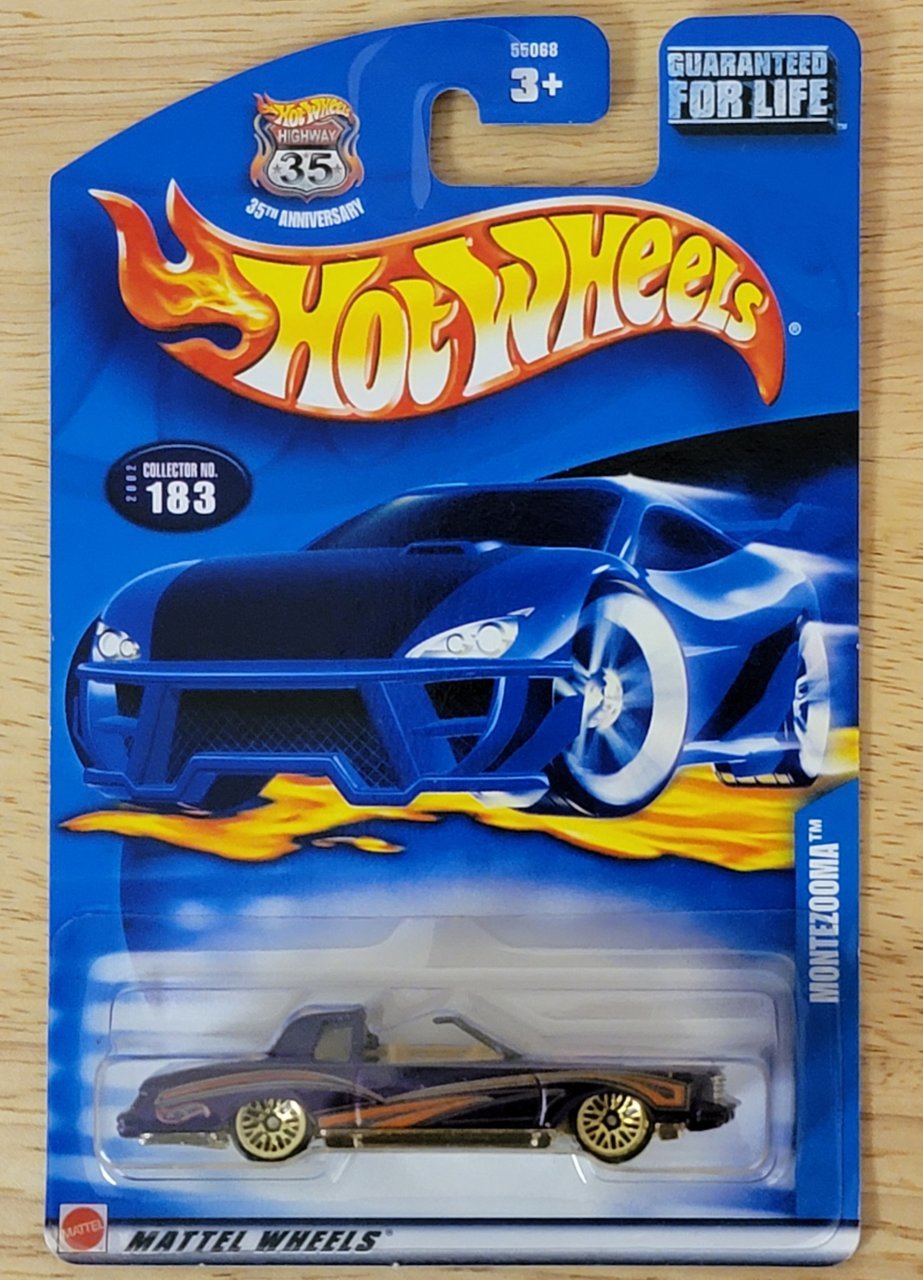 55068
3+
GUARANTEED
FOR LIFE
™
HOT WHEELS
HIGHWAY
35
35TH ANNIVERSARY
HOT WHEELS®
2002
COLLECTOR NO.
183
MONTEZOOMA™
MATTEL
MATTEL WHEELS®